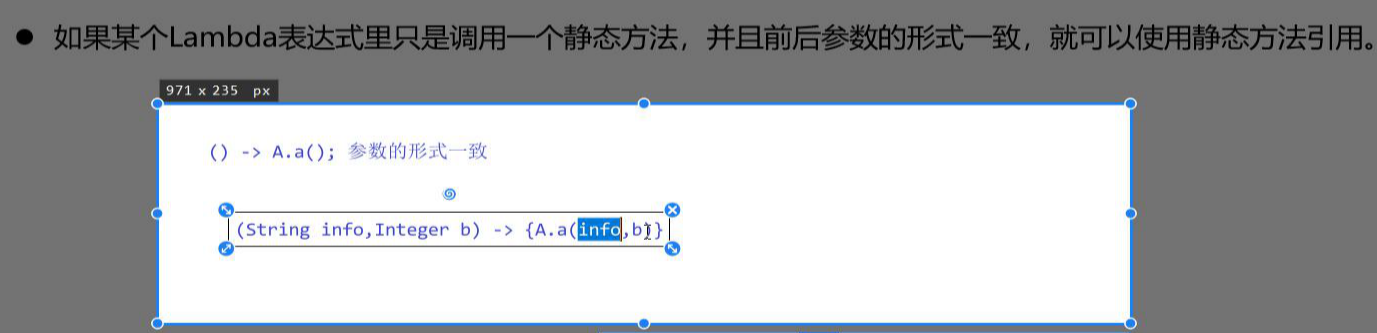 ● 如果某个Lambda表达式里只是调用一个静态方法，并且前后参数的形式一致，就可以使用静态方法引用。
971 x 235 px
() -> A.a(); 参数的形式一致
(String info,Integer b) -> {A.a(info,b)}